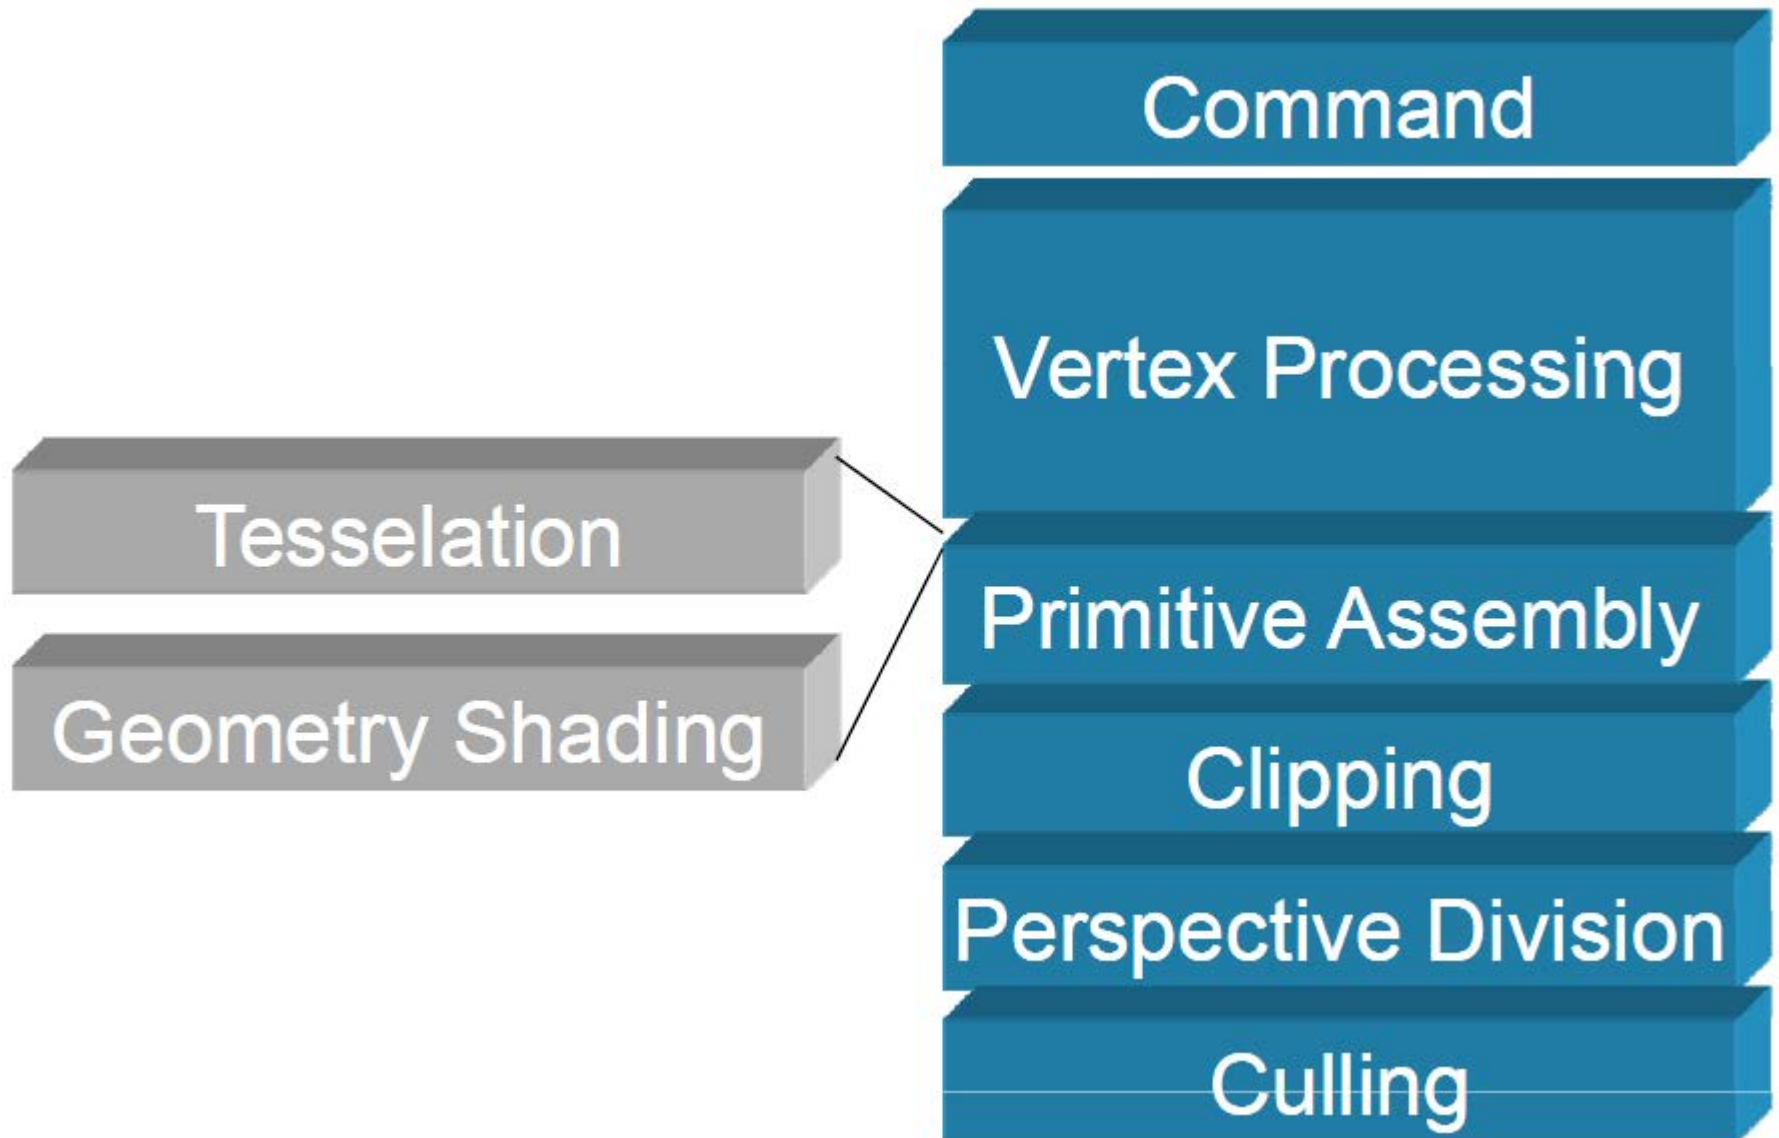 Command
Vertex Processing
Tesselation
Primitive Assembly
Geometry Shading
Clipping
Perspective Division
Culling